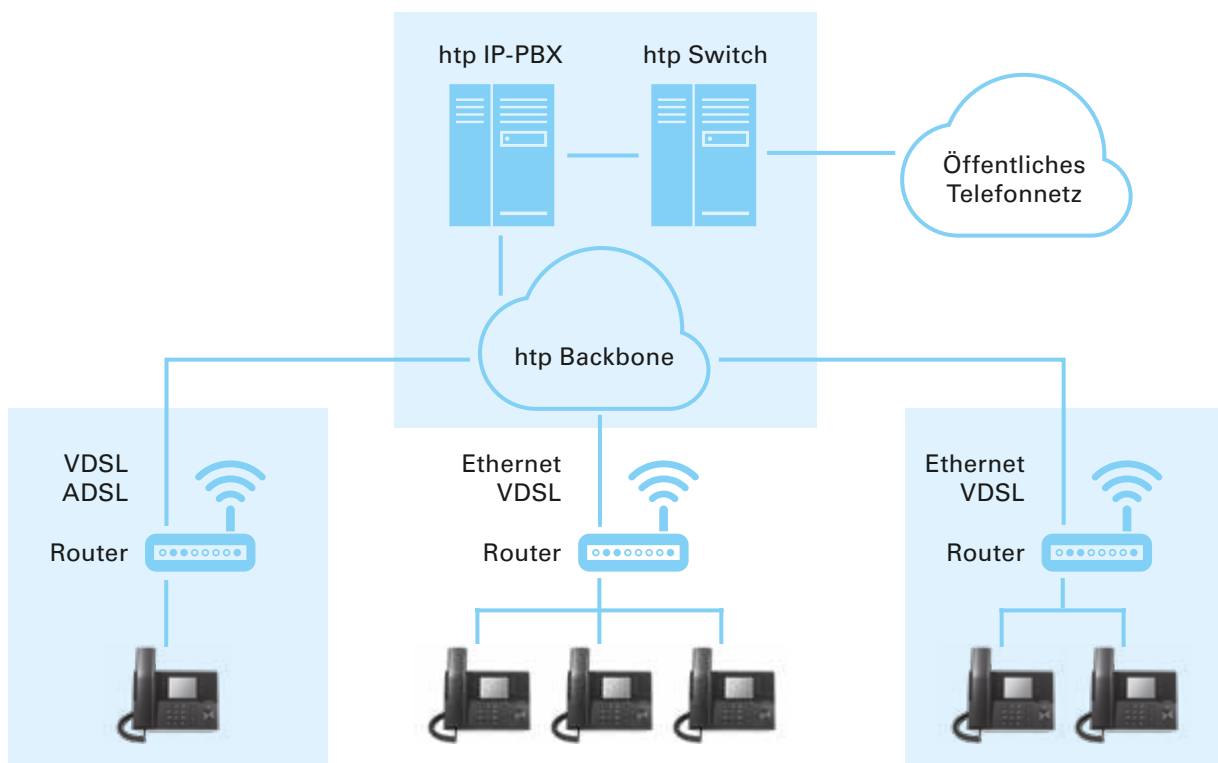 htp IP-PBX
htp Switch
Öffentliches
Telefonnetz
htp Backbone
VDSL
ADSL
Router
Ethernet
VDSL
Router
Ethernet
VDSL
Router